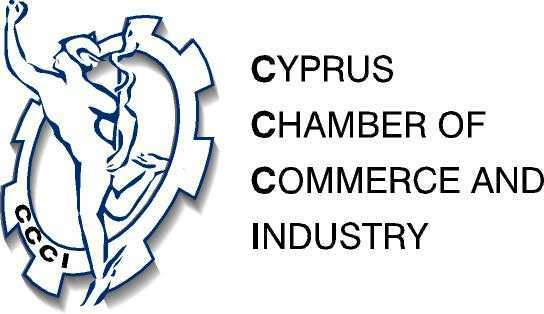 CYPRUS
CHAMBER OF
COMMERCE AND
INDUSTRY
CCCI